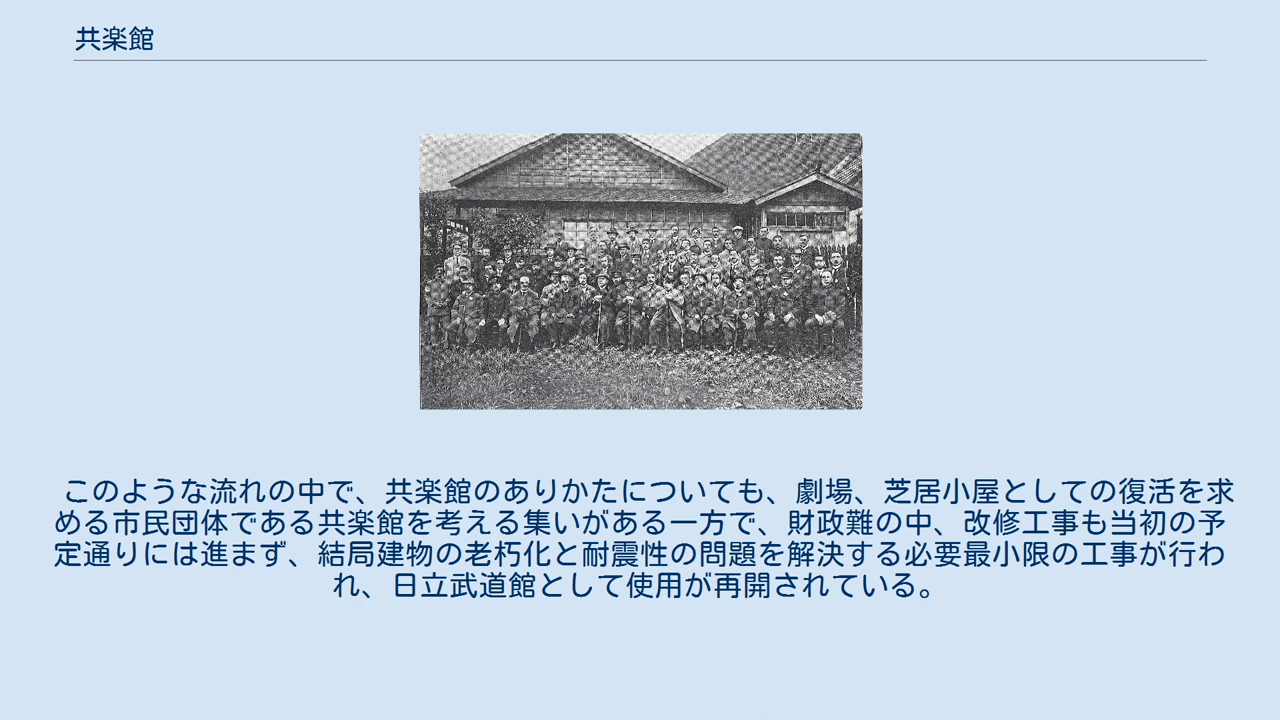 共楽館
このような流れの中で、共楽館のありかたについても、劇場、芝居小屋としての復活を求
める市民団体である共楽館を考える集いがある一方で、財政難の中、改修工事も当初の予
定通りには進まず、結局建物の老朽化と耐震性の問題を解決する必要最小限の工事が行わ
れ、日立武道館として使用が再開されている。